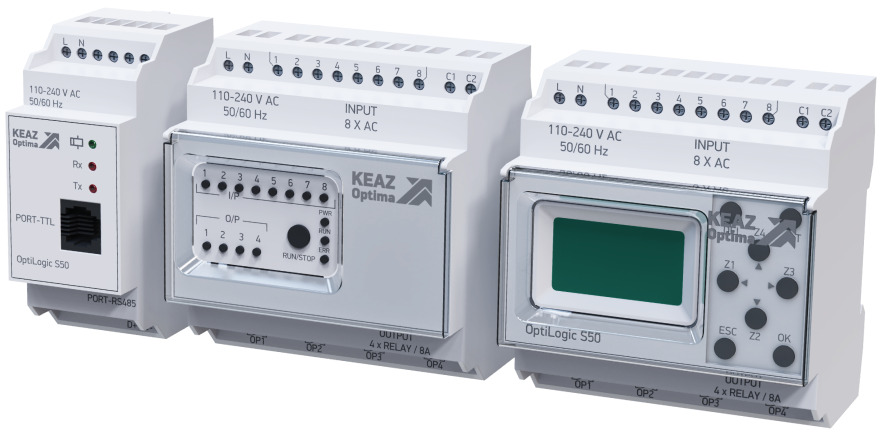 L N
110-240 V AC
50/60 Hz
KEAZ
Optima
Rx
Tx
PORT-TTL
OptiLogic S50
PORT-RS485
D+
L N 1 2 3 4 5 6 7 8 C1 C2
110-240 V AC
50/60 Hz
INPUT
8 X AC
1 2 3 4 5 6 7 8
I/P
O/P
1 2 3 4
PWR
RUN
ERR
RUN/STOP
KEAZ
Optima
OUTPUT
4 x RELAY / 8A
OP1 OP2 OP3 OP4
L N 1 2 3 4 5 6 7 8 C1 C2
110-240 V AC
50/60 Hz
INPUT
8 X AC
KEAZ
Optima
Z4
Z1 Z3
Z2
ESC OK
OptiLogic S50
OUTPUT
4 x RELAY / 8A
OP1 OP2 OP3 OP4